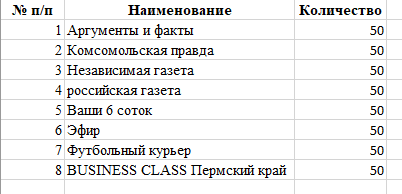 № п/п Наименование Количество
1 Аргументы и факты 50
2 Комсомольская правда 50
3 Независимая газета 50
4 российская газета 50
5 Ваши 6 соток 50
6 Эфир 50
7 Футбольный курьер 50
8 BUSINESS CLASS Пермский край 50